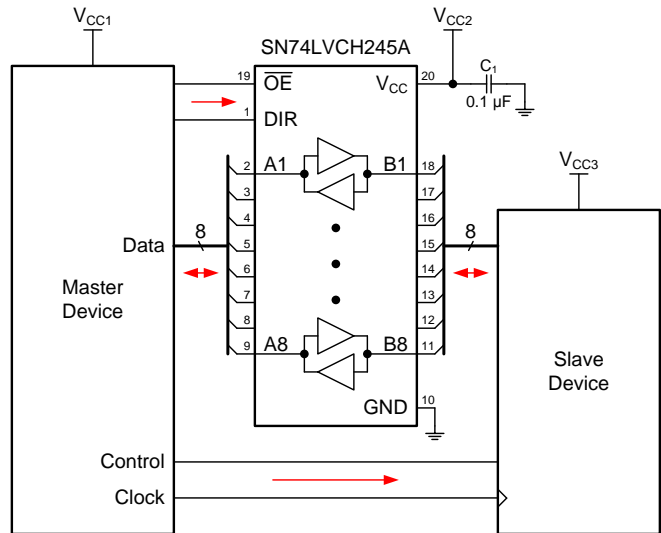 VCC1
VCC2
SN74LVCH245A
19 OE VCC 20
C1
0.1 µF
1 DIR
VCC3
2 A1 B1 18
3 17
4 16
Data 8 5 15 8
6 14
Master
Device
7 13
8 12
9 A8 B8 11
Slave
Device
GND 10
Control
Clock